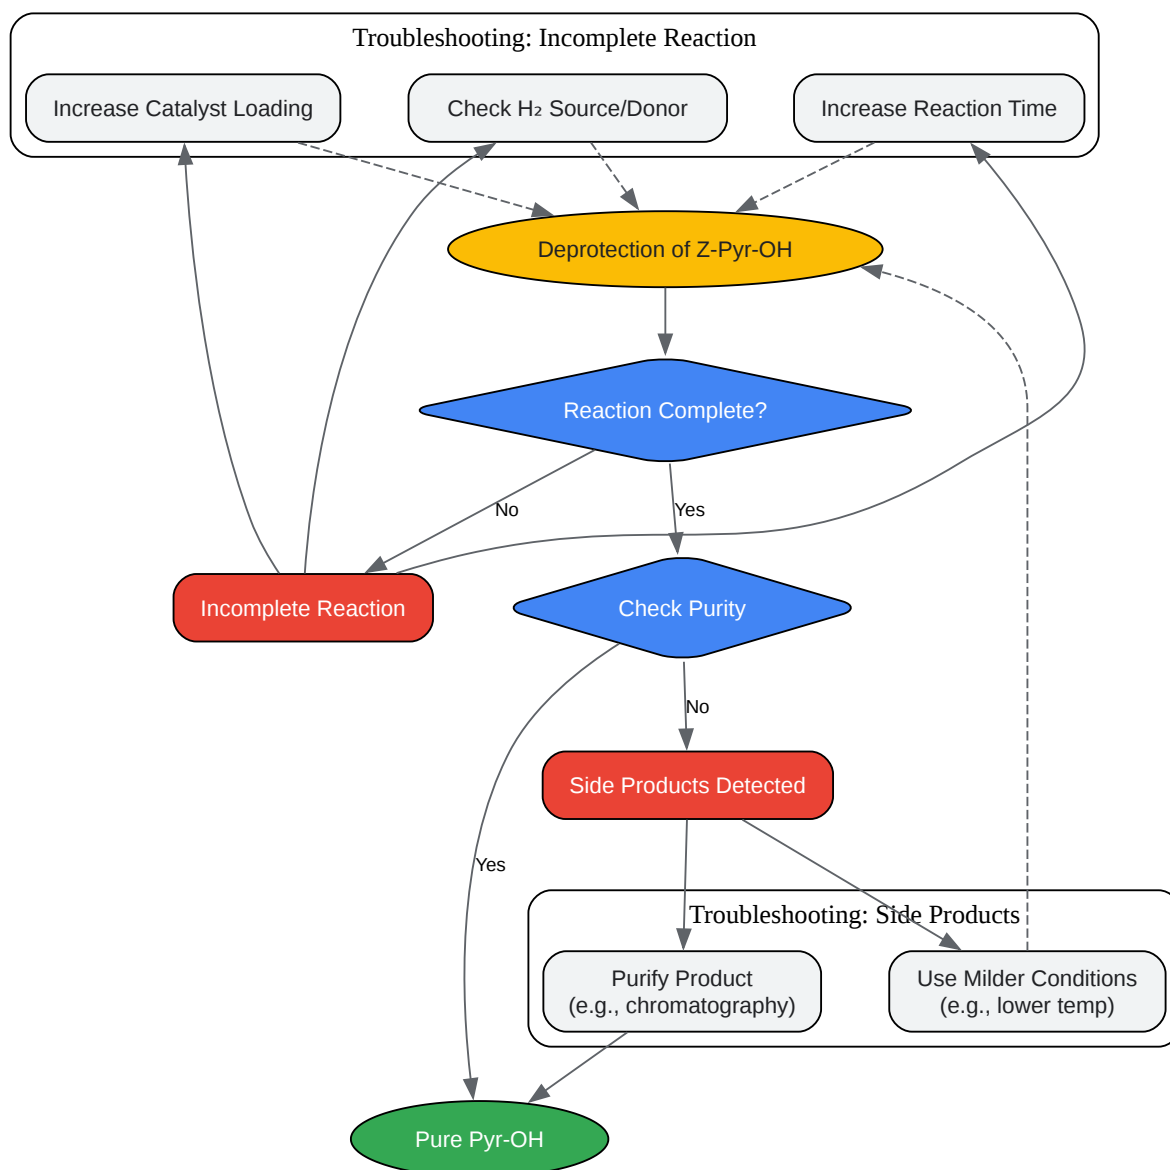 Troubleshooting: Incomplete Reaction
Increase Catalyst Loading
Check H₂ Source/Donor
Increase Reaction Time
Deprotection of Z-Pyr-OH
Reaction Complete?
No
Yes
Incomplete Reaction
Check Purity
No
Side Products Detected
Yes
Troubleshooting: Side Products
Purify Product
(e.g., chromatography)
Use Milder Conditions
(e.g., lower temp)
Pure Pyr-OH